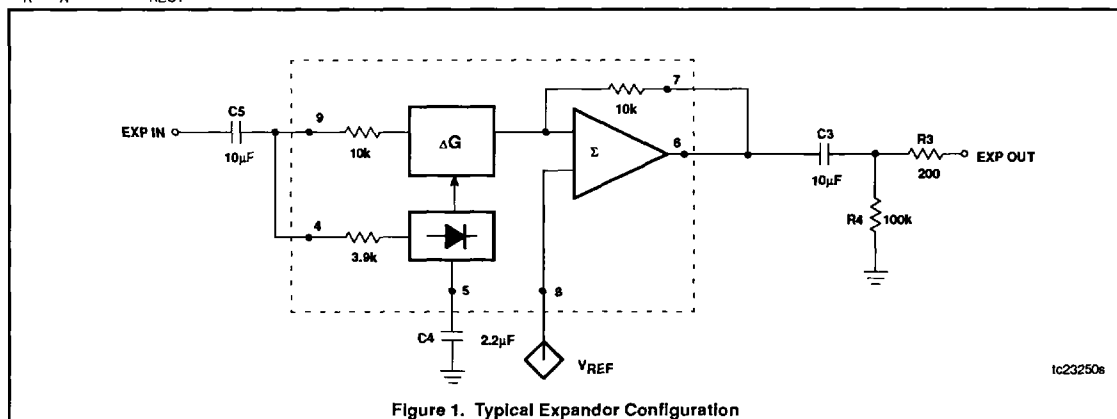 R A RECT
C5
EXP IN
10µF
9
10k
ΔG
10k
7
Σ
6
C3
10µF
R3
EXP OUT
200
R4 100k
4
3.9k
5
8
C4 2.2µF
VREF
tc23250s
Figure 1. Typical Expandor Configuration